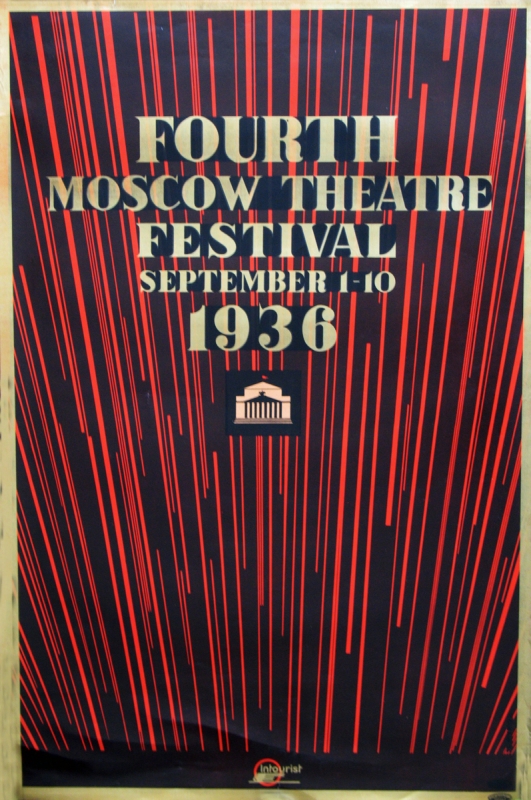 FOURTH
MOSCOW THEATRE
FESTIVAL
SEPTEMBER 1-10
1936
Intourist